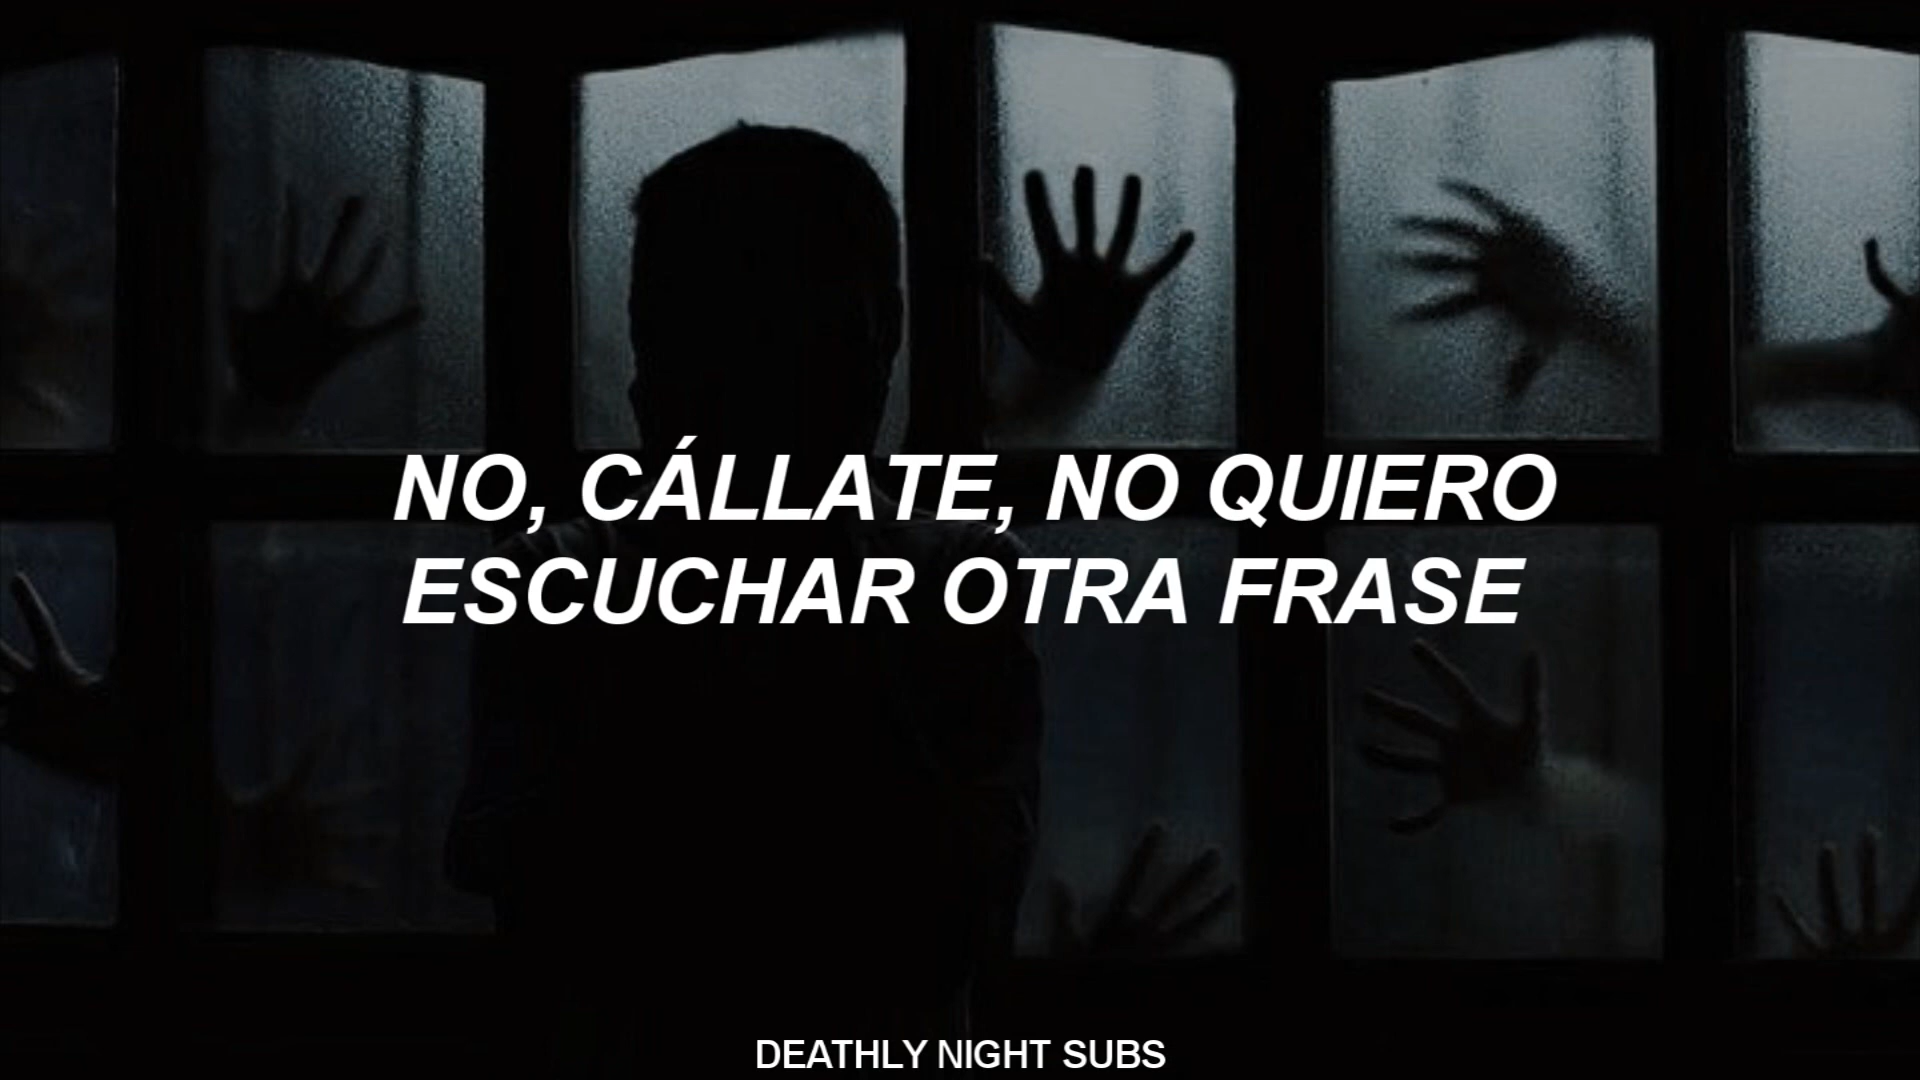 NO, CÁLLATE, NO QUIERO
ESCUCHAR OTRA FRASE
DEATHLY NIGHT SUBS